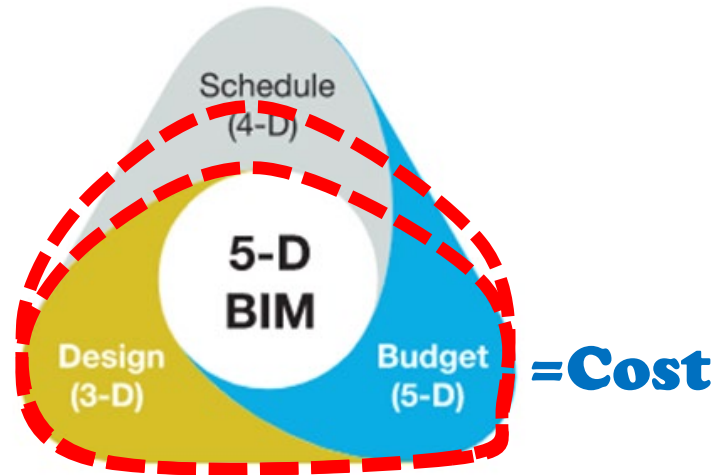 Schedule
(4-D)
5-D
BIM
Design
(3-D)
Budget
(5-D)
=Cost